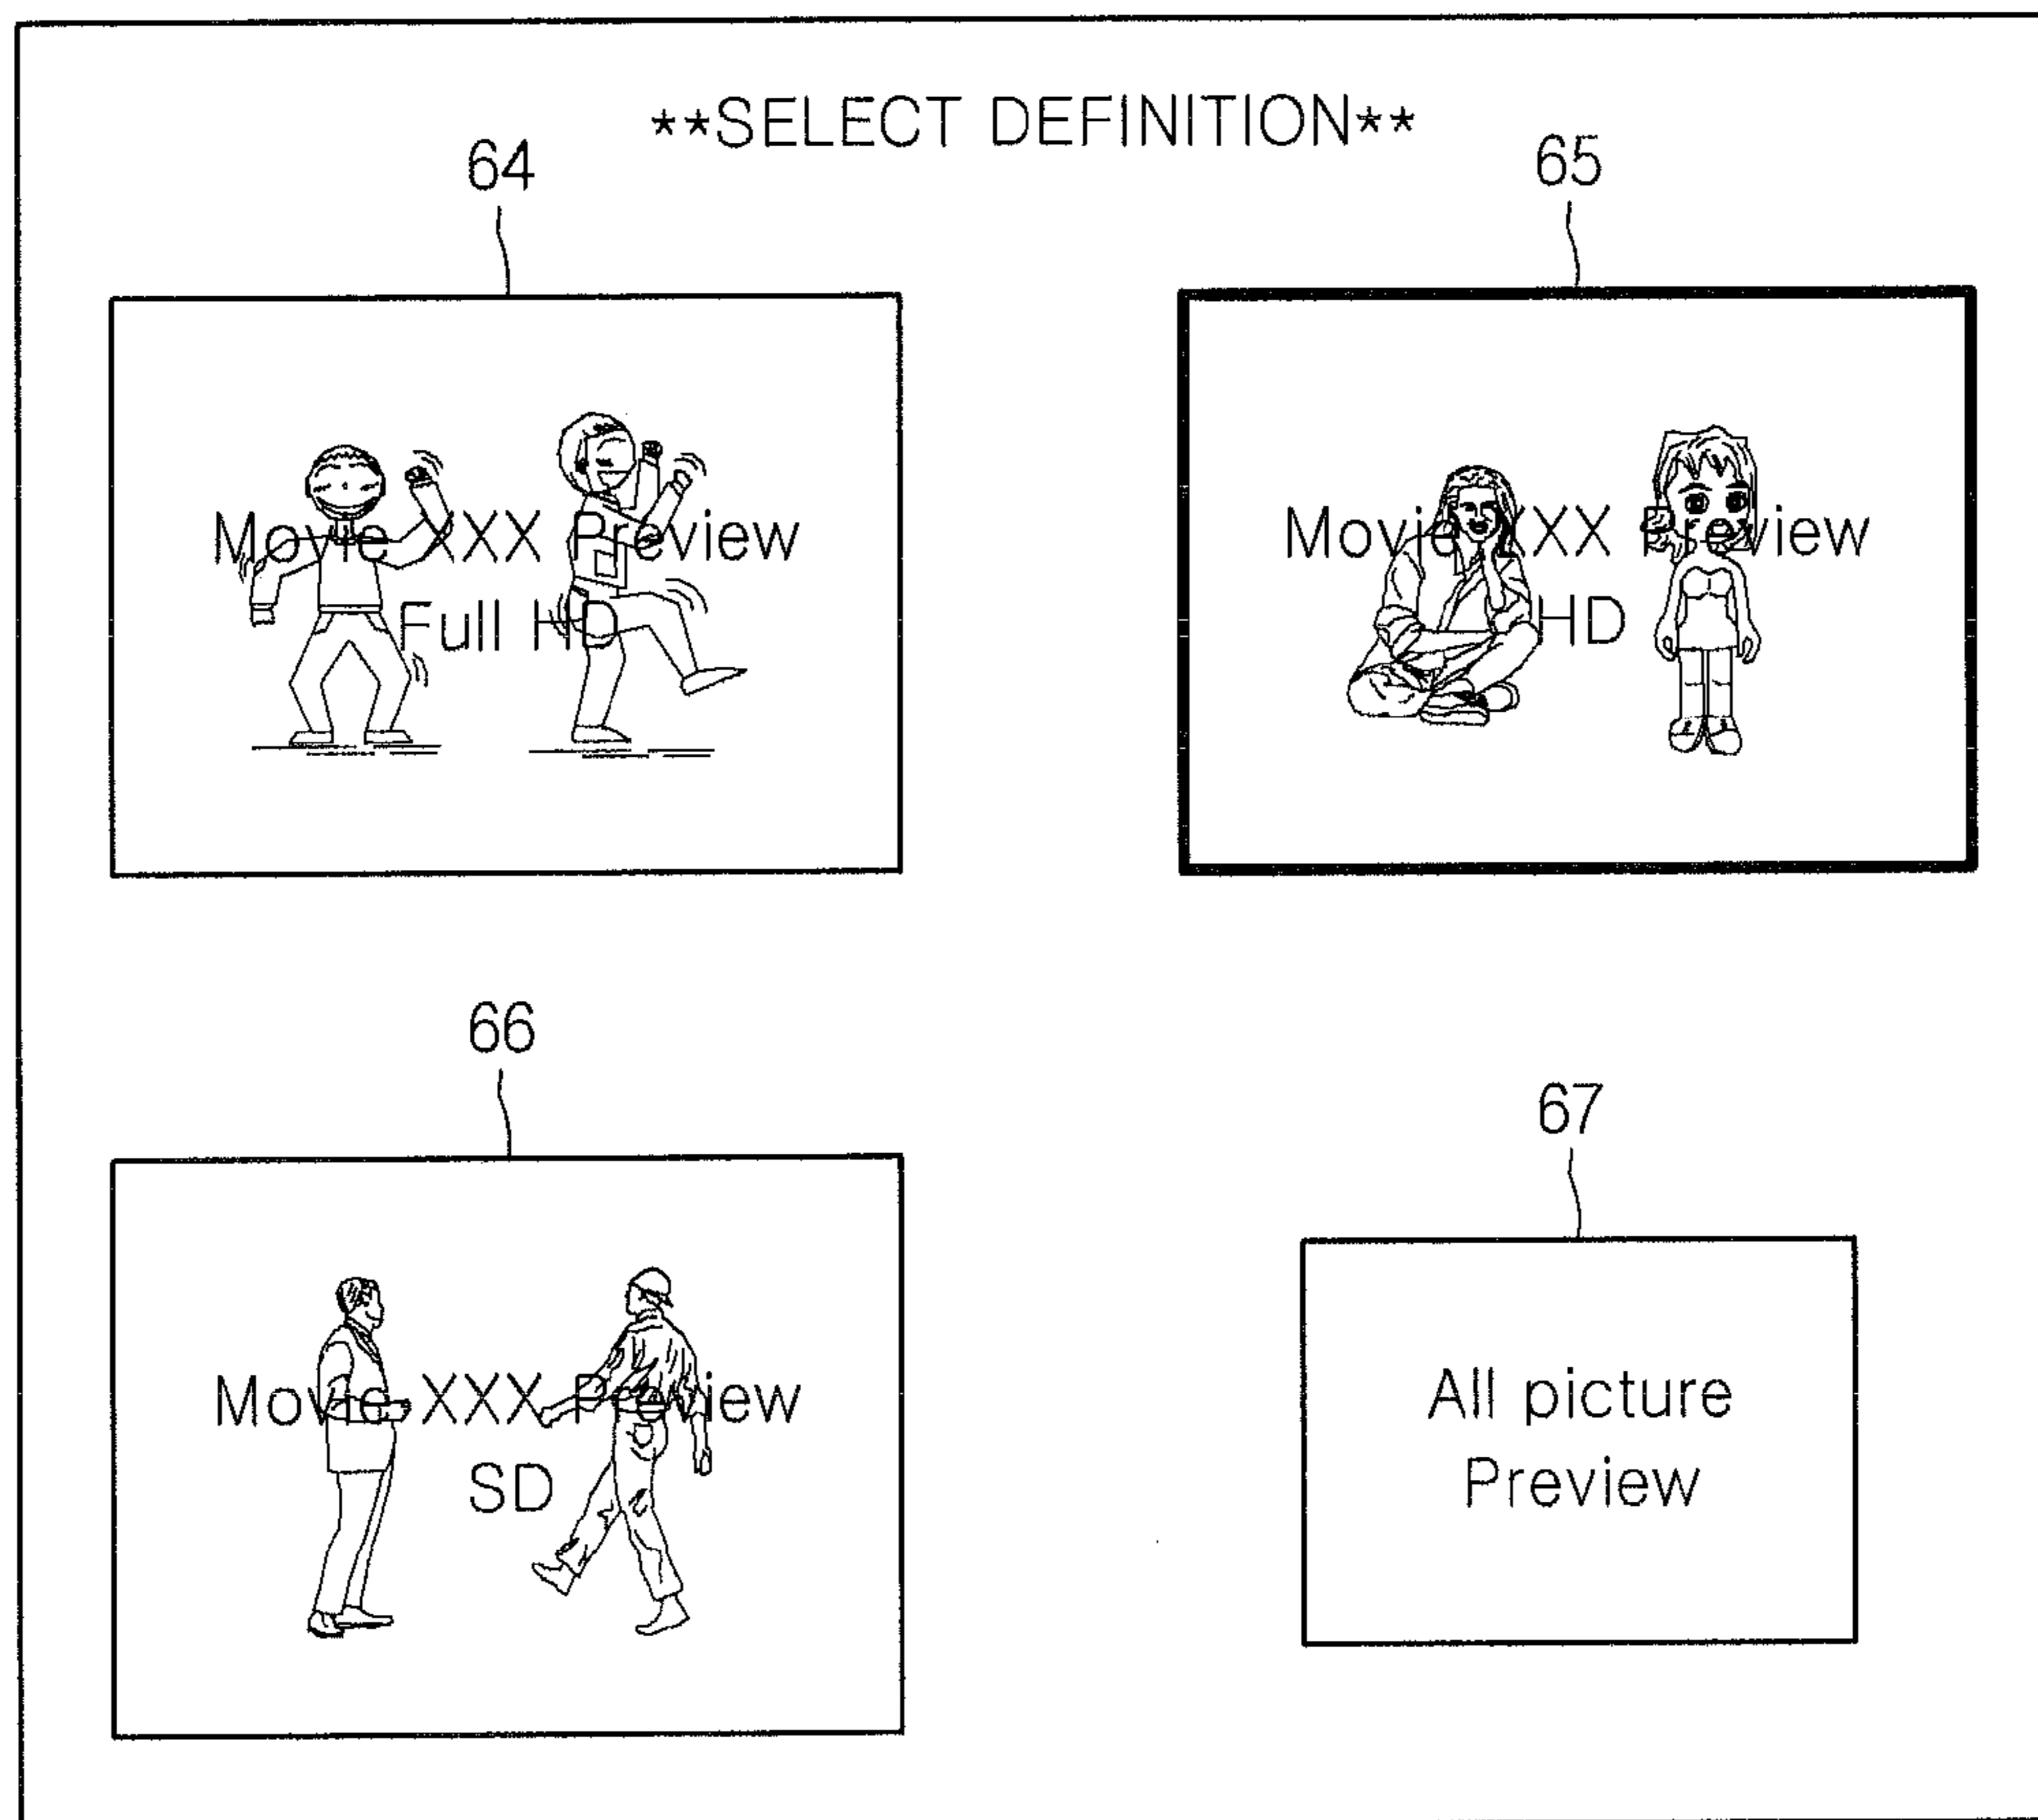 **SELECT DEFINITION**
64
65
Movie XXX Preview
Full HD
Movie XXX Preview
HD
66
67
Movie XXX Preview
SD
All picture
Preview